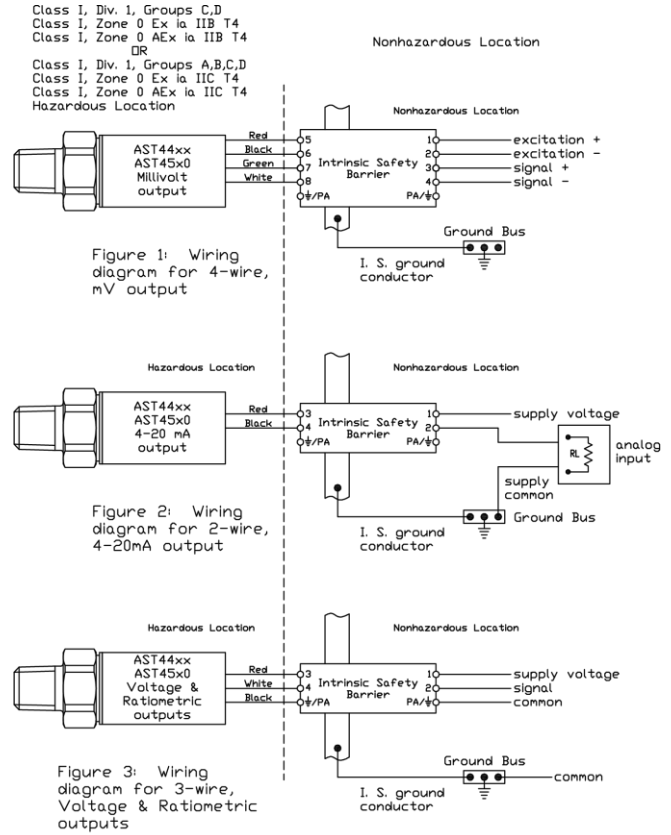 Class I, Div. 1, Groups C,D
Class I, Zone 0 Ex ia IIB T4
Class I, Zone 0 AEx ia IIB T4
OR
Class I, Div. 1, Groups A,B,C,D
Class I, Zone 0 Ex ia IIC T4
Class I, Zone 0 AEx ia IIC T4
Hazardous Location
Nonhazardous Location
Nonhazardous Location
AST44xx
AST45x0
Millivolt
output
Red
Black
Green
White
5
6
7
8
⏚/PA
Intrinsic Safety
Barrier
1
2
3
4
PA/⏚
excitation +
excitation -
signal +
signal -
Ground Bus
I. S. ground
conductor
Figure 1: Wiring
diagram for 4-wire,
mV output
Hazardous Location
Nonhazardous Location
AST44xx
AST45x0
4-20 mA
output
Red
Black
3
4
⏚/PA
Intrinsic Safety
Barrier
1
2
PA/⏚
supply voltage
RL
analog
input
supply
common
Ground Bus
I. S. ground
conductor
Figure 2: Wiring
diagram for 2-wire,
4-20mA output
Hazardous Location
Nonhazardous Location
AST44xx
AST45x0
Voltage &
Ratiometric
outputs
Red
White
Black
3
4
⏚/PA
Intrinsic Safety
Barrier
1
2
PA/⏚
supply voltage
signal
common
Ground Bus
common
I. S. ground
conductor
Figure 3: Wiring
diagram for 3-wire,
Voltage & Ratiometric
outputs